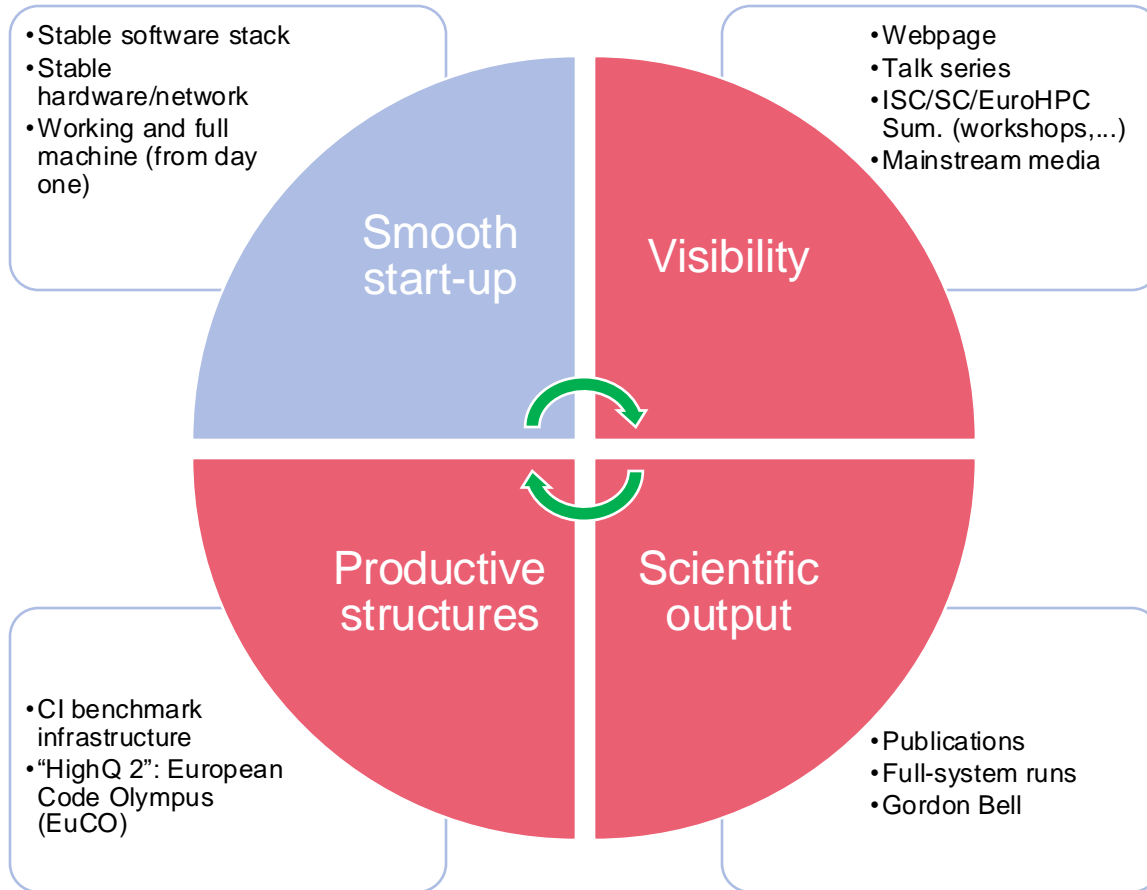 •Stable software stack
•Stable
hardware/network
•Working and full
machine (from day
one)
Smooth
start-up
•Webpage
•Talk series
•ISC/SC/EuroHPC
Sum. (workshops,...)
•Mainstream media
Visibility
Productive
structures
•CI benchmark
infrastructure
•“HighQ 2”: European
Code Olympus
(EuCO)
Scientific
output
•Publications
•Full-system runs
•Gordon Bell